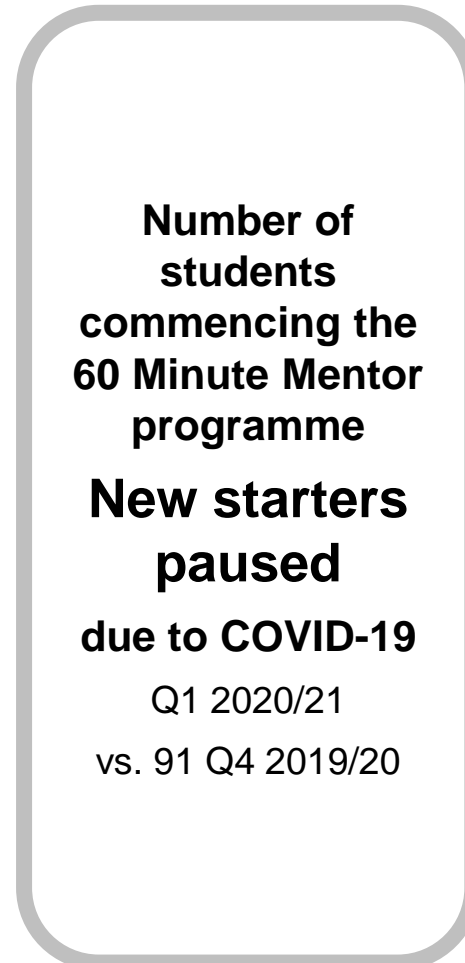 Number of
students
commencing the
60 Minute Mentor
programme
New starters
paused
due to COVID-19
Q1 2020/21
vs. 91 Q4 2019/20